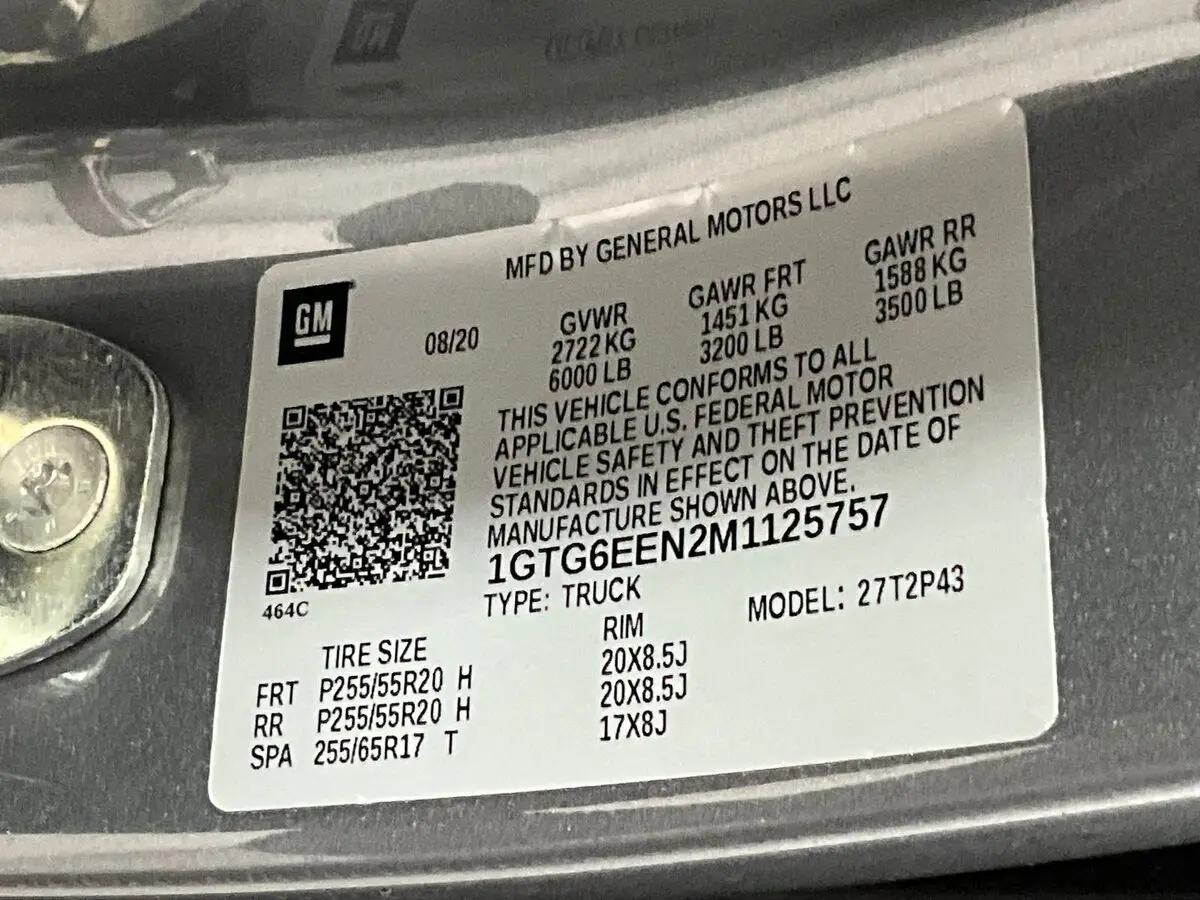 MFD BY GENERAL MOTORS LLC
GM
08/20
GVWR GAWR FRT GAWR RR
2722 KG 1451 KG 1588 KG
6000 LB 3200 LB 3500 LB
THIS VEHICLE CONFORMS TO ALL
APPLICABLE U.S. FEDERAL MOTOR
VEHICLE SAFETY AND THEFT PREVENTION
STANDARDS IN EFFECT ON THE DATE OF
MANUFACTURE SHOWN ABOVE.
1GTG6EEN2M1125757
464C
TYPE: TRUCK MODEL: 27T2P43
TIRE SIZE RIM
FRT P255/55R20 H 20X8.5J
RR P255/55R20 H 20X8.5J
SPA 255/65R17 T 17X8J